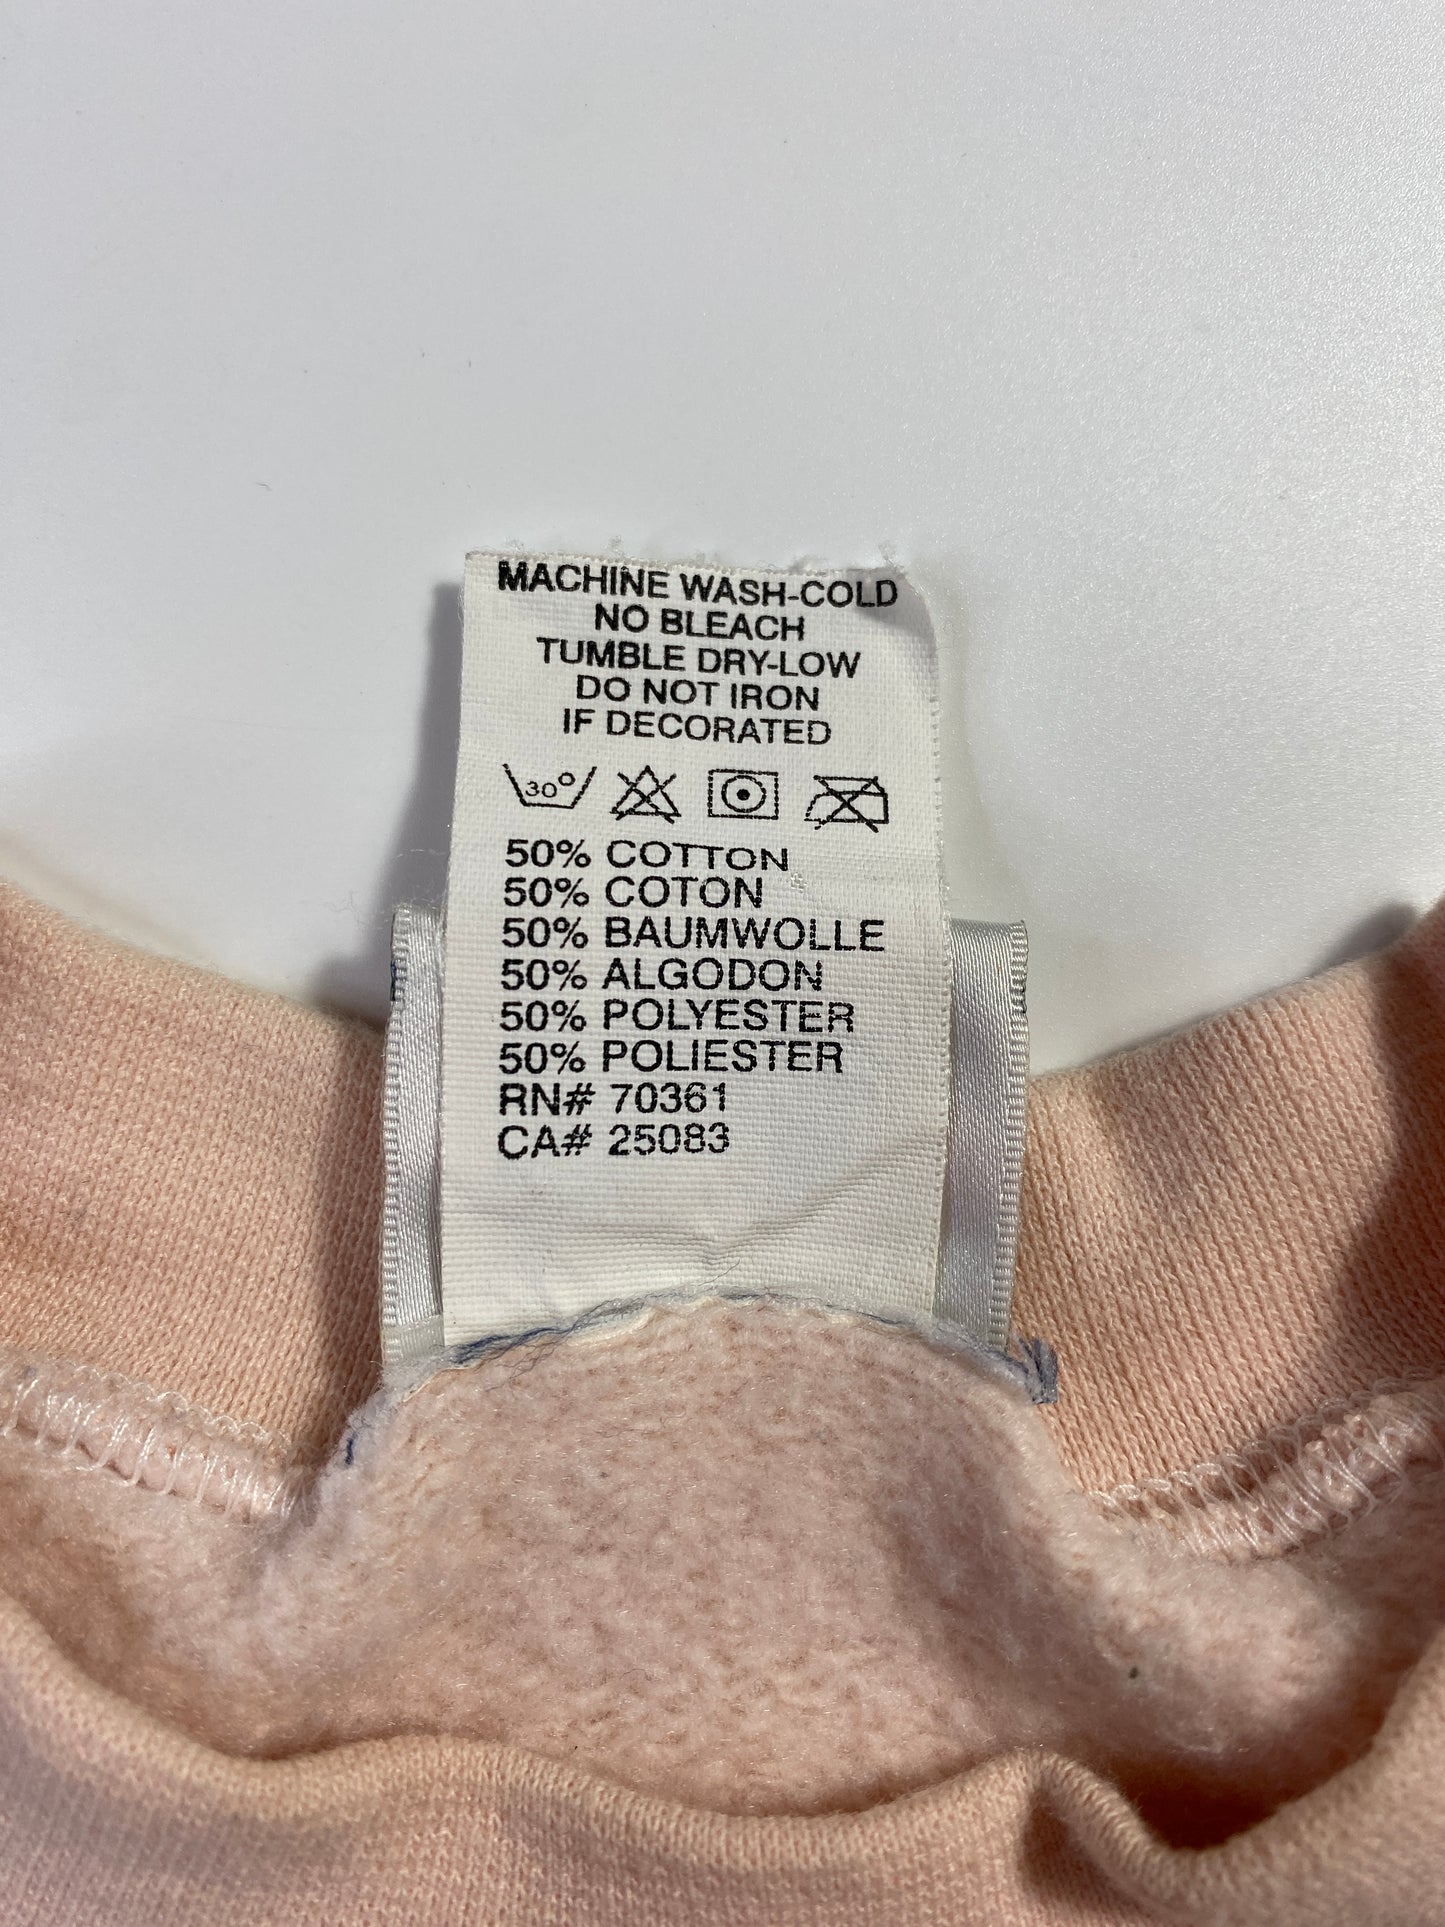 MACHINE WASH-COLD
NO BLEACH
TUMBLE DRY-LOW
DO NOT IRON
IF DECORATED
30°
50% COTTON
50% COTON
50% BAUMWOLLE
50% ALGODON
50% POLYESTER
50% POLIESTER
RN# 70361
CA# 25083